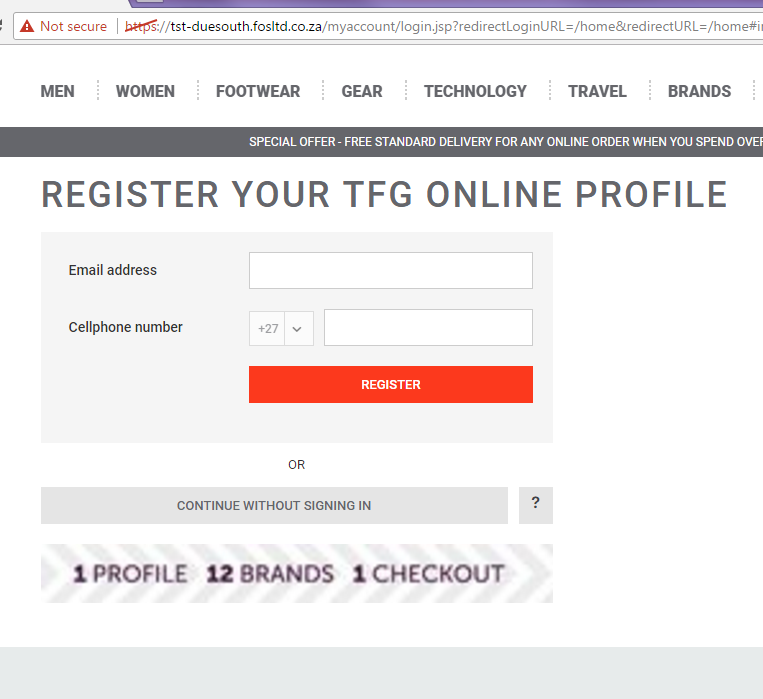 Not secure https://tst-duesouth.fosltd.co.za/myaccount/login.jsp?redirectLoginURL=/home&redirectURL=/home#i
MEN WOMEN FOOTWEAR GEAR TECHNOLOGY TRAVEL BRANDS
SPECIAL OFFER - FREE STANDARD DELIVERY FOR ANY ONLINE ORDER WHEN YOU SPEND OVER
REGISTER YOUR TFG ONLINE PROFILE
Email address
Cellphone number +27
REGISTER
OR
CONTINUE WITHOUT SIGNING IN ?
1 PROFILE 12 BRANDS 1 CHECKOUT